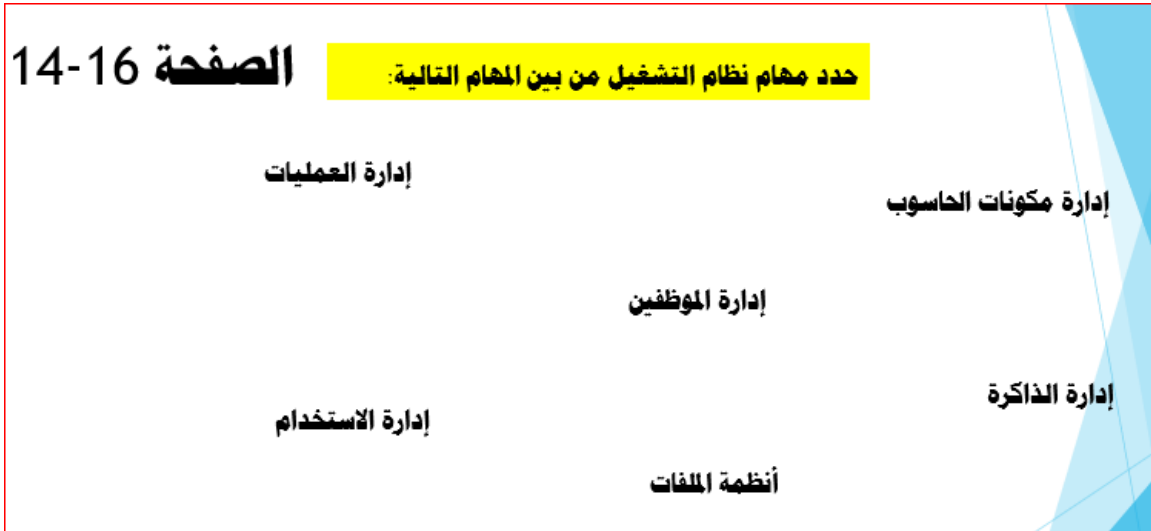 حدد مهام نظام التشغيل من بين المهام التالية:
الصفحة 16-14
إدارة العمليات
إدارة مكونات الحاسوب
إدارة الموظفين
إدارة الذاكرة
إدارة الاستخدام
أنظمة الملفات